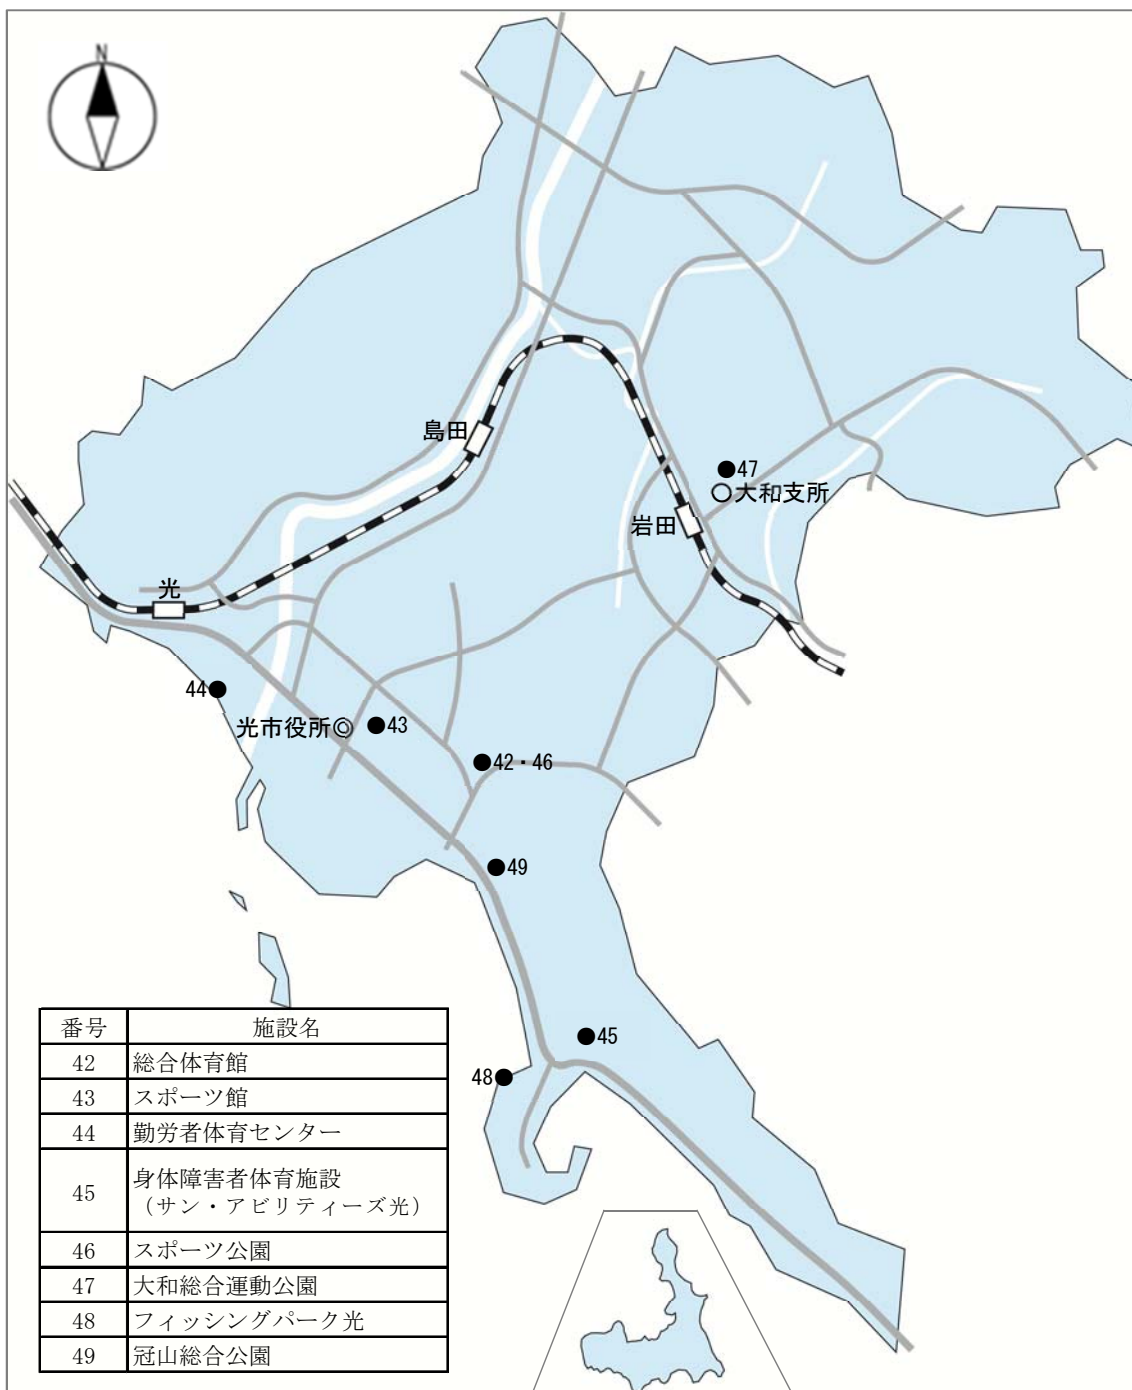 N
島田
47
大和支所
岩田
光
44
光市役所
43
42・46
49
45
48
番号 施設名
42 総合体育館
43 スポーツ館
44 勤労者体育センター
45 身体障害者体育施設
（サン・アビリティーズ光）
46 スポーツ公園
47 大和総合運動公園
48 フィッシングパーク光
49 冠山総合公園